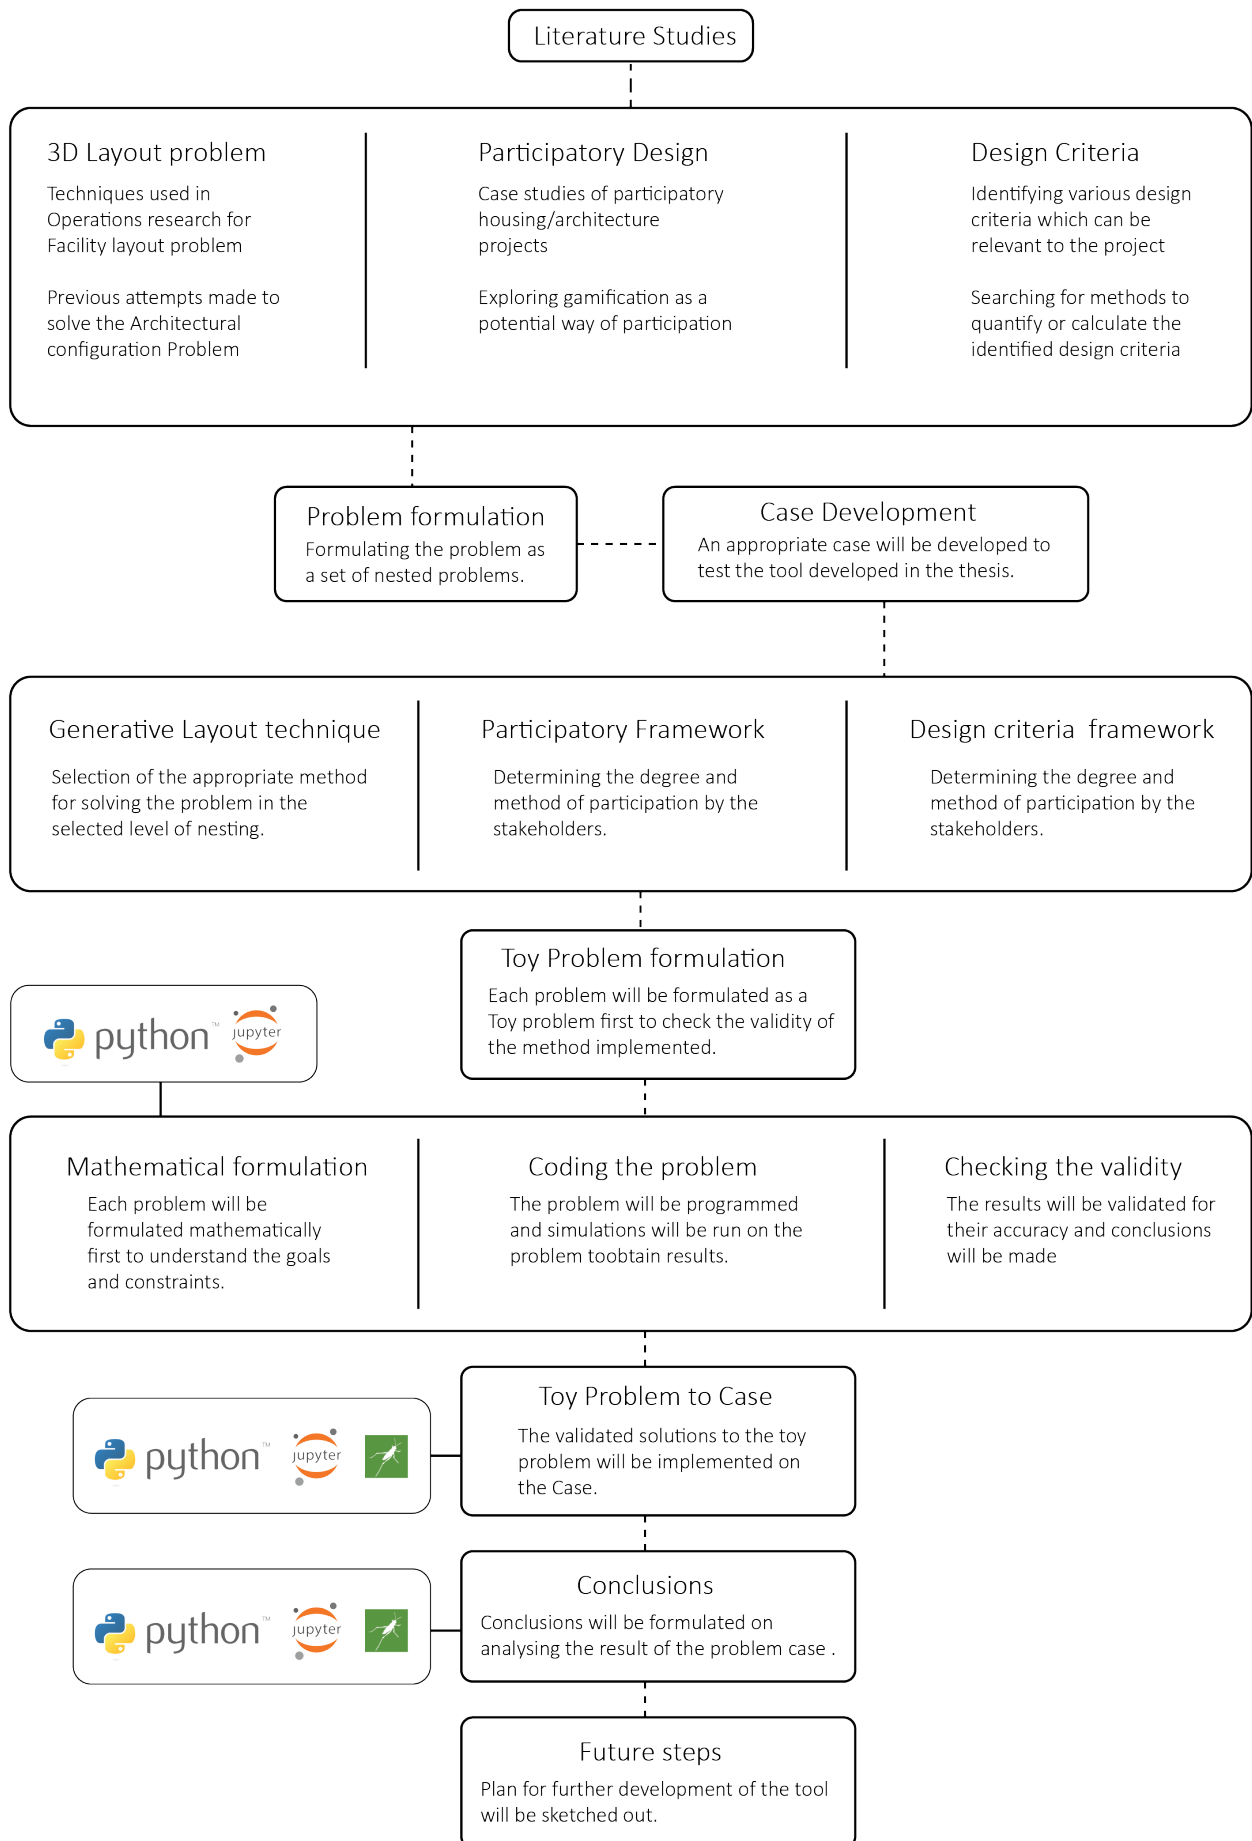 Literature Studies
3D Layout problem
Techniques used in
Operations research for
Facility layout problem
Previous attempts made to
solve the Architectural
configuration Problem
Participatory Design
Case studies of participatory
housing/architecture
projects
Exploring gamification as a
potential way of participation
Design Criteria
Identifying various design
criteria which can be
relevant to the project
Searching for methods to
quantify or calculate the
identified design criteria
Problem formulation
Formulating the problem as
a set of nested problems.
Case Development
An appropriate case will be developed to
test the tool developed in the thesis.
Generative Layout technique
Selection of the appropriate method
for solving the problem in the
selected level of nesting.
Participatory Framework
Determining the degree and
method of participation by the
stakeholders.
Design criteria  framework
Determining the degree and
method of participation by the
stakeholders.
Toy Problem formulation
Each problem will be formulated as a
Toy problem first to check the validity of
the method implemented.
python™
jupyter
Mathematical formulation
Each problem will be
formulated mathematically
first to understand the goals
and constraints.
Coding the problem
The problem will be programmed
and simulations will be run on the
problem toobtain results.
Checking the validity
The results will be validated for
their accuracy and conclusions
will be made
Toy Problem to Case
The validated solutions to the toy
problem will be implemented on
the Case.
python™
jupyter
Conclusions
Conclusions will be formulated on
analysing the result of the problem case .
python™
jupyter
Future steps
Plan for further development of the tool
will be sketched out.